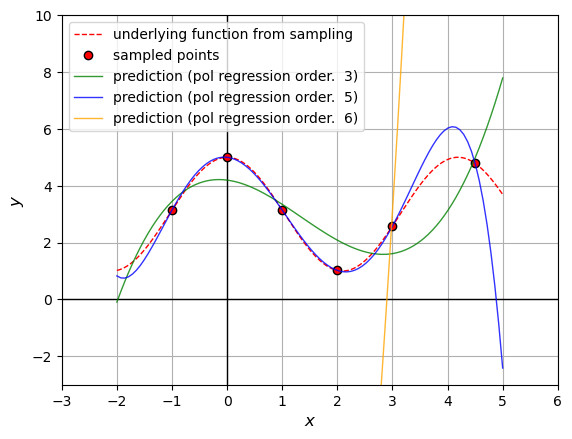 underlying function from sampling
sampled points
prediction (pol regression order.  3)
prediction (pol regression order.  5)
prediction (pol regression order.  6)
10
8
6
4
2
0
−2
y
−3 −2 −1 0 1 2 3 4 5 6
x